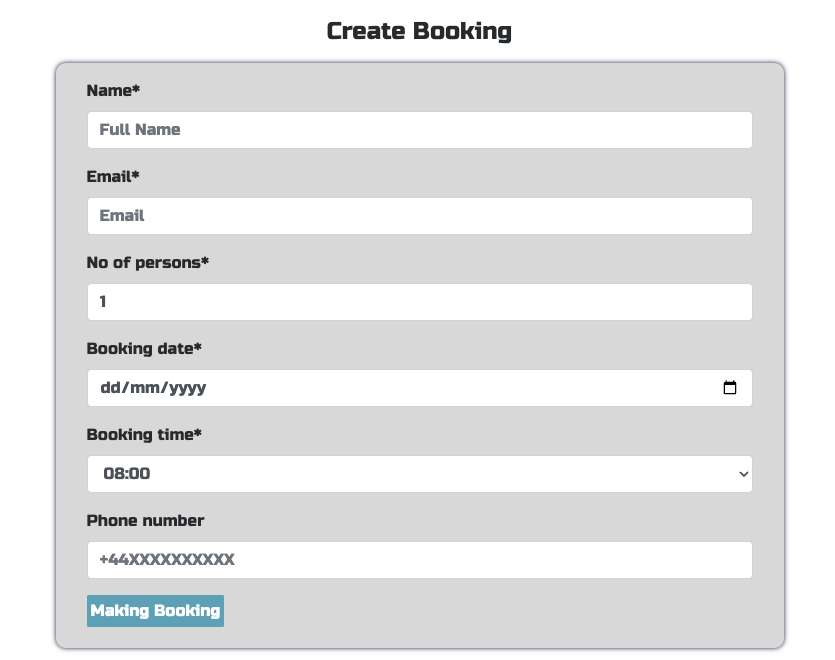 Create Booking
Name*
Full Name
Email*
Email
No of persons*
1
Booking date*
dd/mm/yyyy
Booking time*
08:00
Phone number
+44XXXXXXXXXX
Making Booking